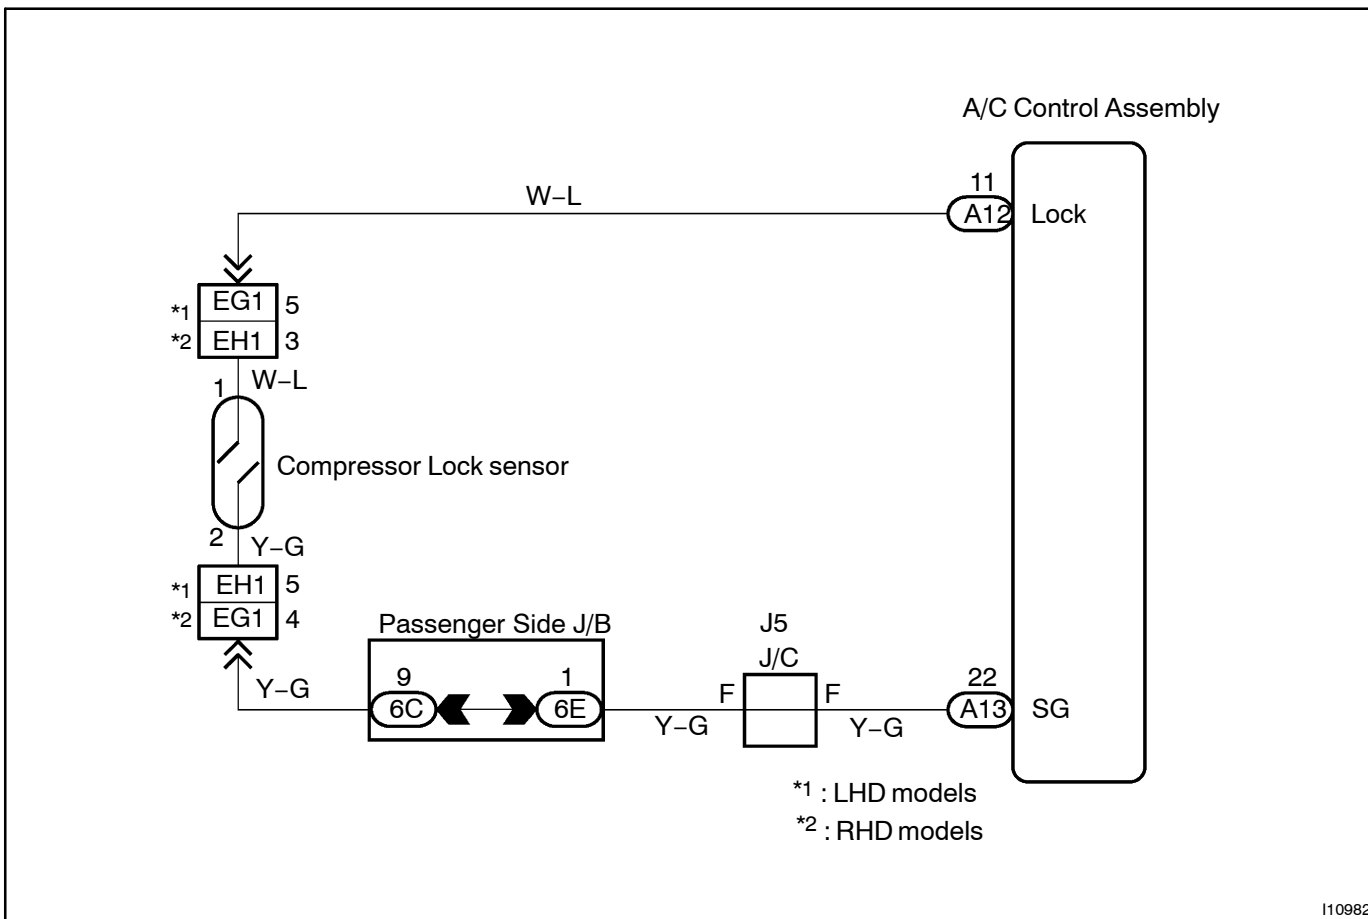 A/C Control Assembly
11
W–L
A12
Lock
*1
EG1
5
*2
EH1
3
1
W–L
Compressor Lock sensor
2
Y–G
*1
EH1
5
*2
EG1
4
Passenger Side J/B
J5
J/C
9
1
22
Y–G
6C
6E
F
F
A13
SG
Y–G
Y–G
*1 : LHD models
*2 : RHD models
I10982